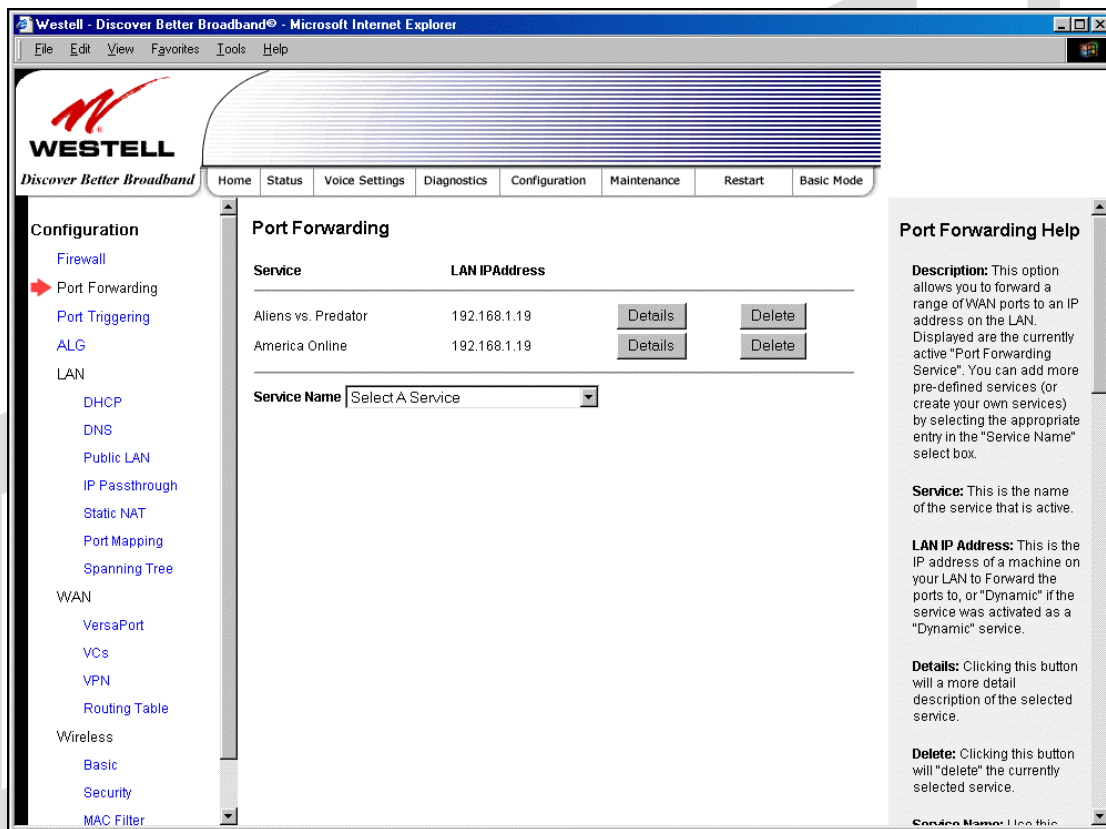 Westell - Discover Better Broadband® - Microsoft Internet Explorer
File Edit View Favorites Tools Help
WESTELL
Discover Better Broadband
Home Status Voice Settings Diagnostics Configuration Maintenance Restart Basic Mode
Configuration
Firewall
Port Forwarding
Port Triggering
ALG
LAN
DHCP
DNS
Public LAN
IP Passthrough
Static NAT
Port Mapping
Spanning Tree
WAN
VersaPort
VCs
VPN
Routing Table
Wireless
Basic
Security
MAC Filter
Port Forwarding
Service LAN IPAddress
Aliens vs. Predator 192.168.1.19 Details Delete
America Online 192.168.1.19 Details Delete
Service Name Select A Service
Port Forwarding Help
Description: This option
allows you to forward a
range of WAN ports to an IP
address on the LAN.
Displayed are the currently
active "Port Forwarding
Service". You can add more
pre-defined services (or
create your own services)
by selecting the appropriate
entry in the "Service Name"
select box.
Service: This is the name
of the service that is active.
LAN IP Address: This is the
IP address of a machine on
your LAN to Forward the
ports to, or "Dynamic" if the
service was activated as a
"Dynamic" service.
Details: Clicking this button
will a more detail
description of the selected
service.
Delete: Clicking this button
will "delete" the currently
selected service.
Service Name: Use this